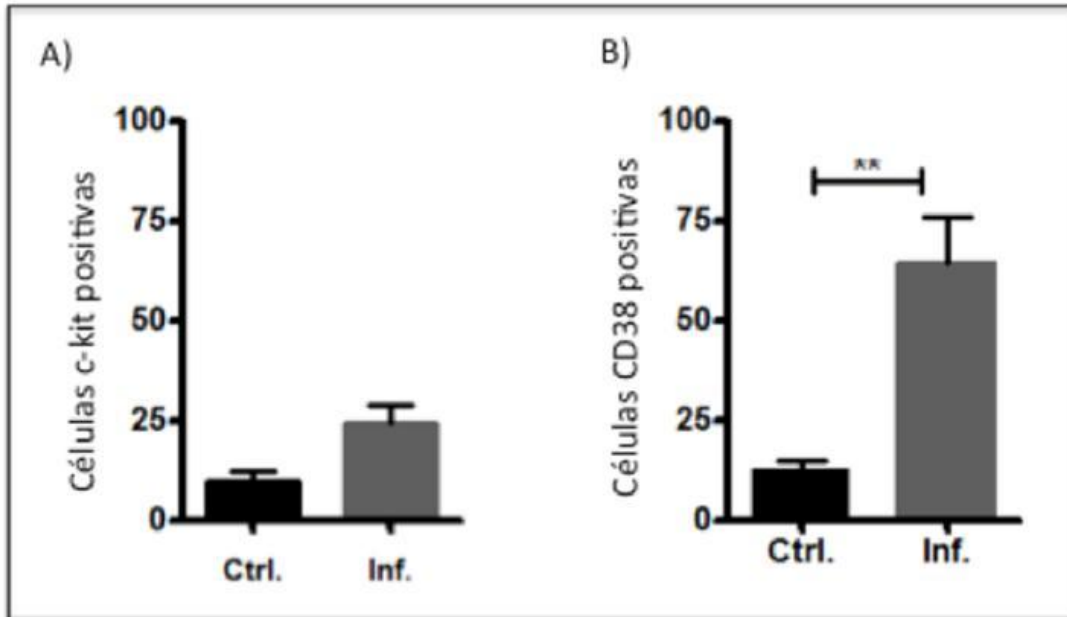 A)
Células c-kit positivas
100
75
50
25
0
Ctrl. Inf.
B)
Células CD38 positivas
100
75
50
25
0
**
Ctrl. Inf.